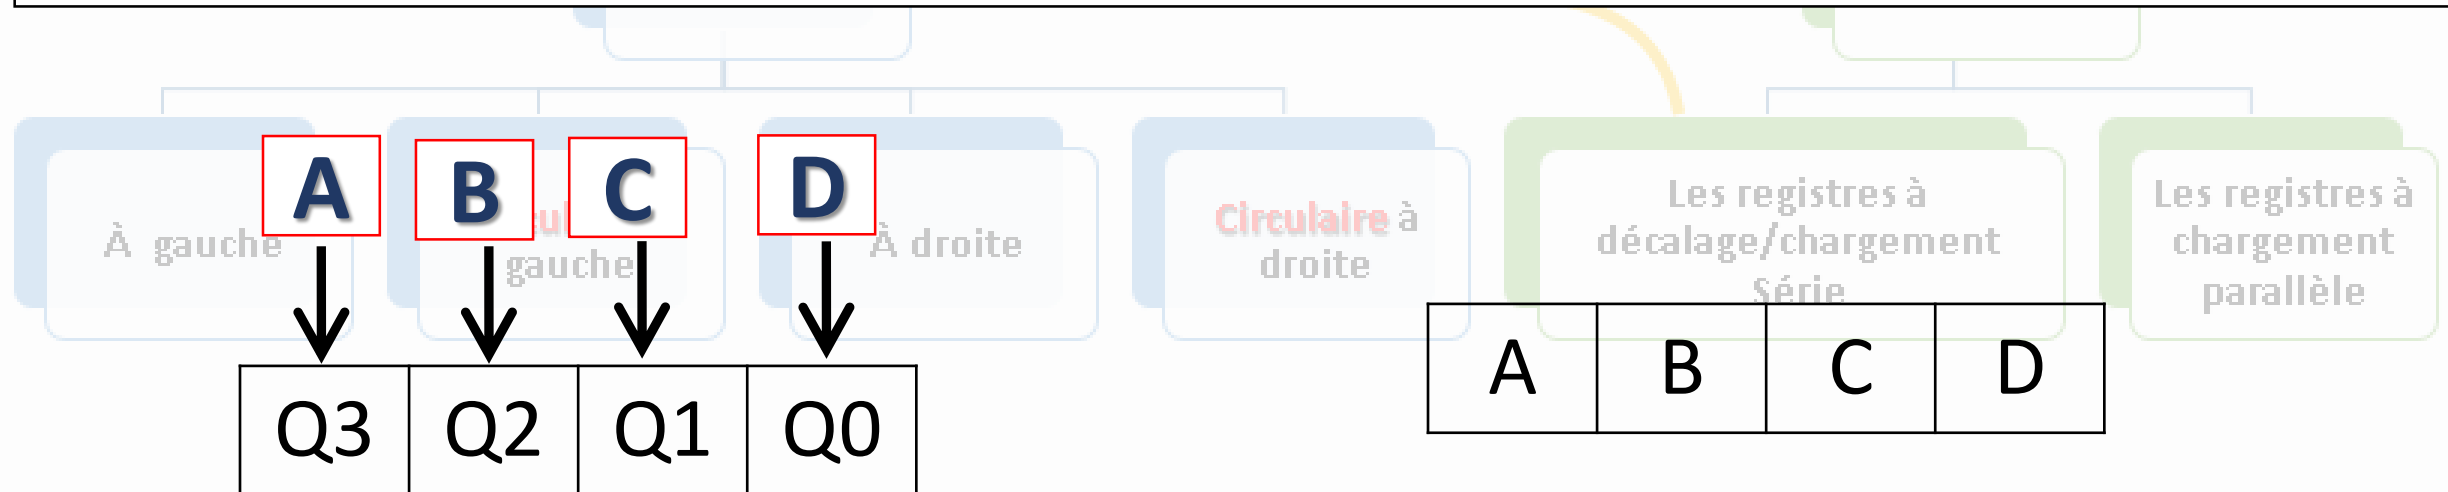 A
B
C
D
À gauche
gauche
À droite
Circulaire à
droite
Les registres à
décalage/chargement
Série
Les registres à
chargement
parallèle
A B C D
Q3 Q2 Q1 Q0